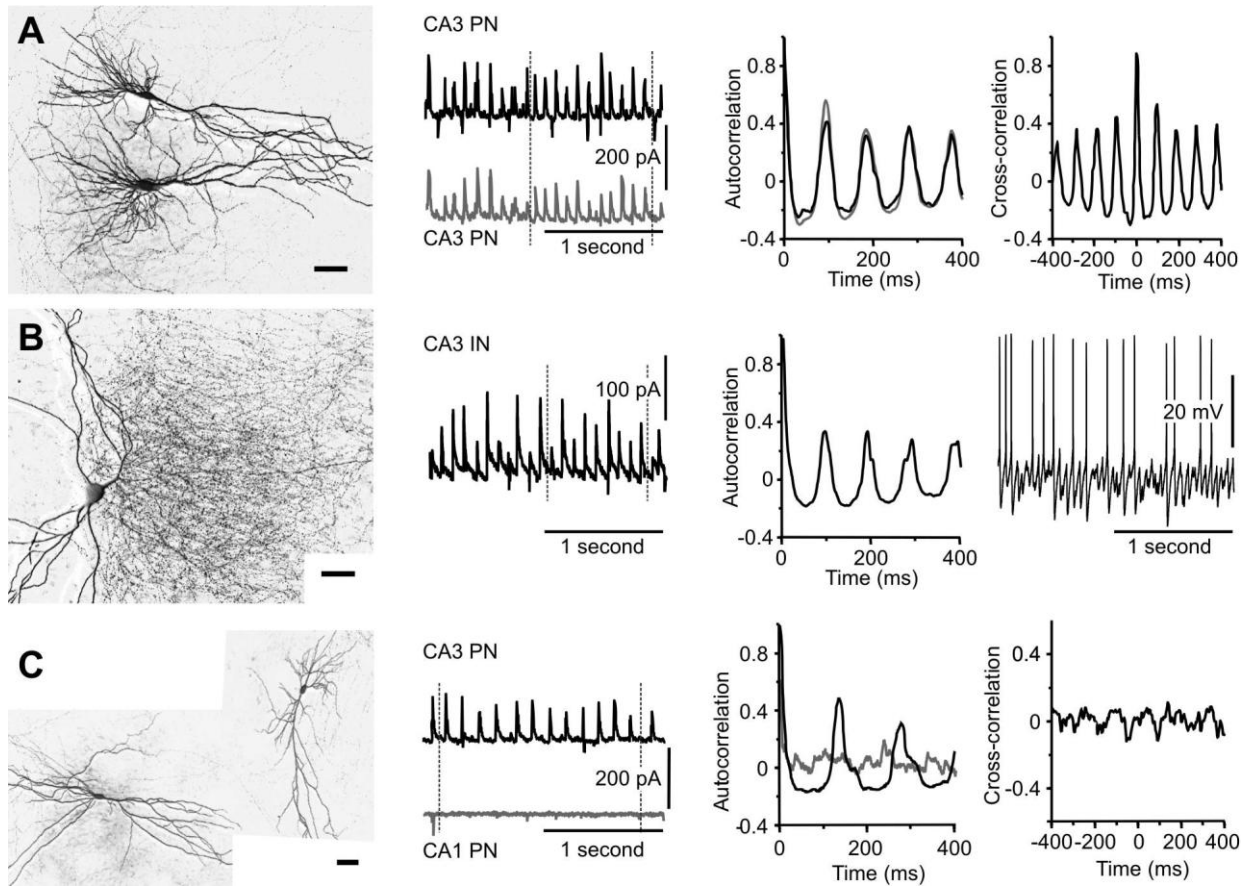 A
CA3 PN
200 pA
CA3 PN
1 second
Autocorrelation
0.8
0.4
0
-0.4
0
200
400
Time (ms)
Cross-correlation
0.8
0.4
0
-0.4
-400 -200 0 200 400
Time (ms)
B
CA3 IN
100 pA
1 second
Autocorrelation
0.8
0.4
0
-0.4
0
200
400
Time (ms)
20 mV
1 second
C
CA3 PN
200 pA
CA1 PN
1 second
Autocorrelation
0.8
0.4
0
-0.4
0
200
400
Time (ms)
Cross-correlation
0.4
0
-0.4
-400 -200 0 200 400
Time (ms)